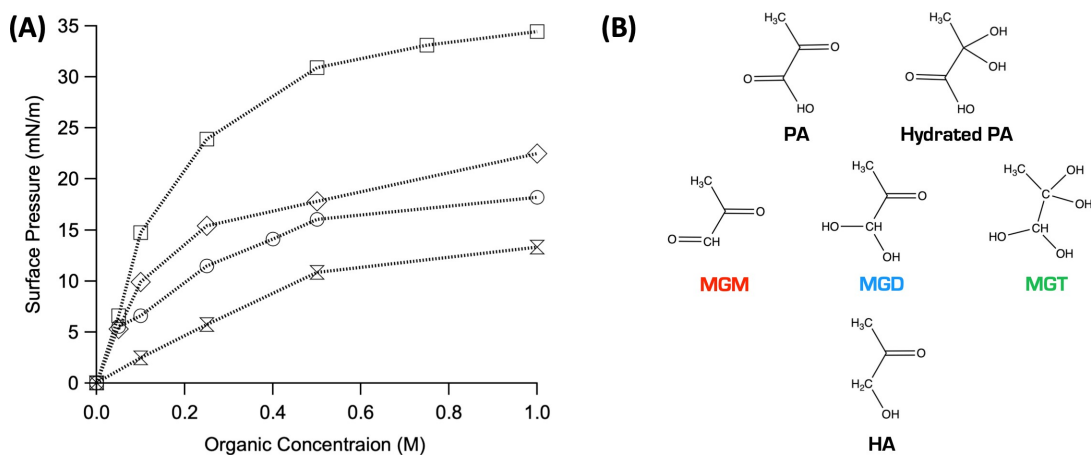 (A)
35
30
25
20
15
10
5
0
Surface Pressure (mN/m)
0.0 0.2 0.4 0.6 0.8 1.0
Organic Concentraion (M)
(B)
H₃C
O
O
HO
PA
H₃C
OH
OH
O
HO
Hydrated PA
H₃C
O
O
CH
MGM
H₃C
O
HO
CH
OH
MGD
H₃C
OH
C
OH
HO
CH
OH
MGT
H₃C
O
H₂C
OH
HA